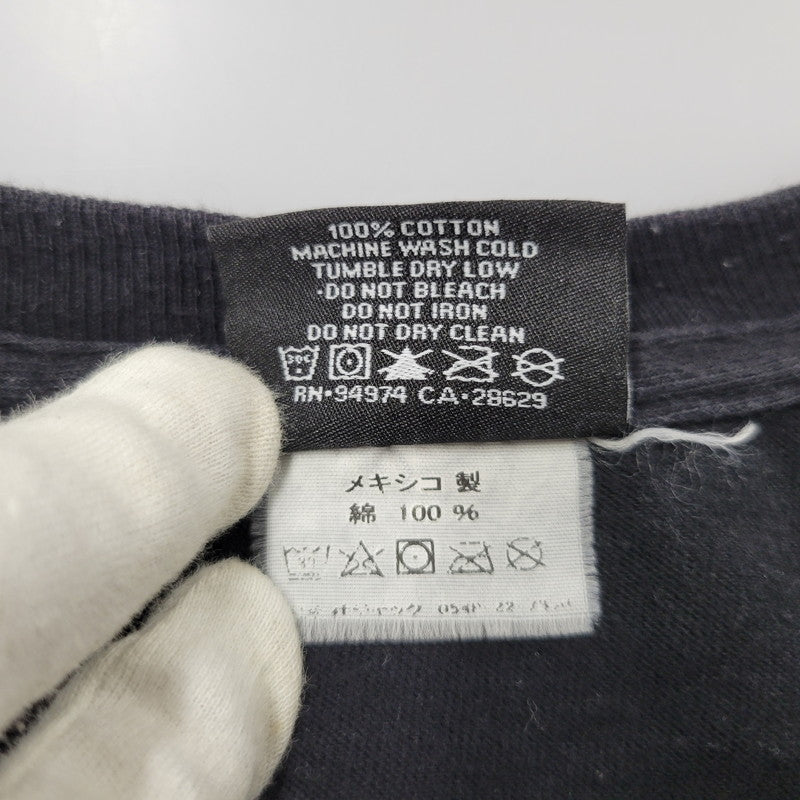 100% COTTON
MACHINE WASH COLD
TUMBLE DRY LOW
·DO NOT BLEACH
DO NOT IRON
DO NOT DRY CLEAN
RN·94974 CA·28629
メキシコ 製
綿 100 %